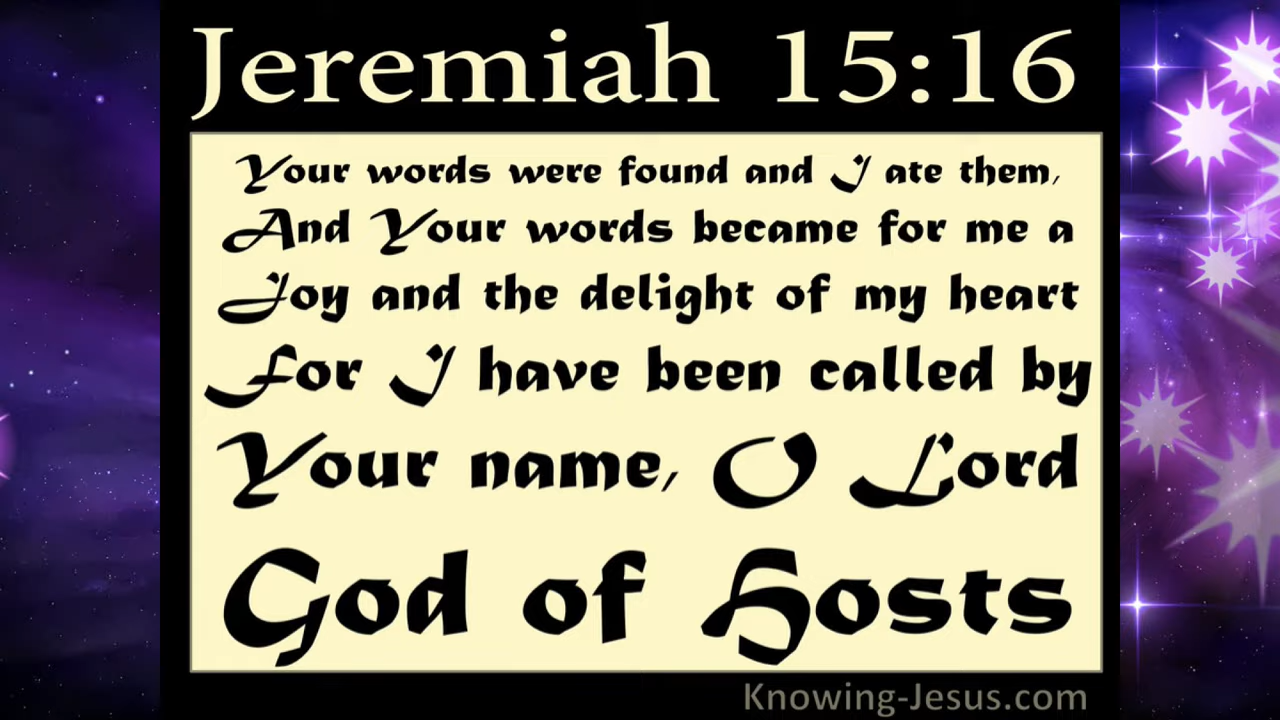 Jeremiah 15:16
Your words were found and I ate them,
And Your words became for me a
Joy and the delight of my heart
For I have been called by
Your name, O Lord
God of Hosts
Knowing-Jesus.com